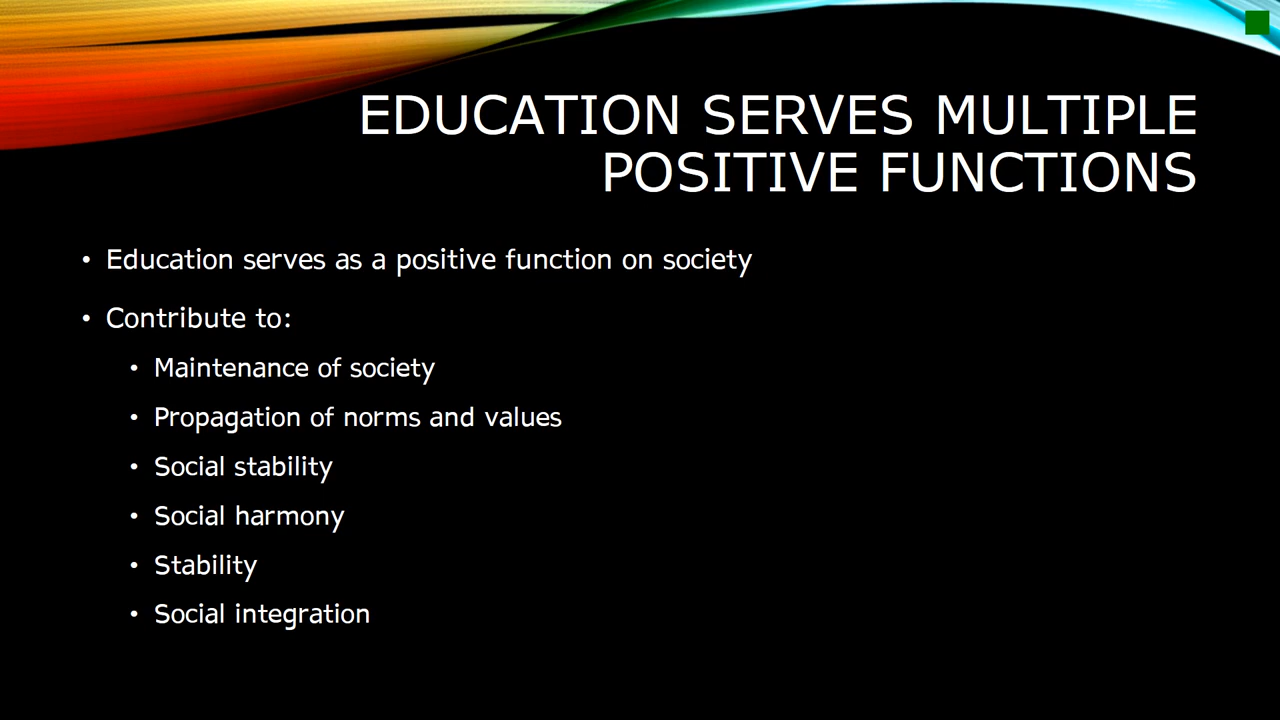 EDUCATION SERVES MULTIPLE
POSITIVE FUNCTIONS
• Education serves as a positive function on society
• Contribute to:
• Maintenance of society
• Propagation of norms and values
• Social stability
• Social harmony
• Stability
• Social integration